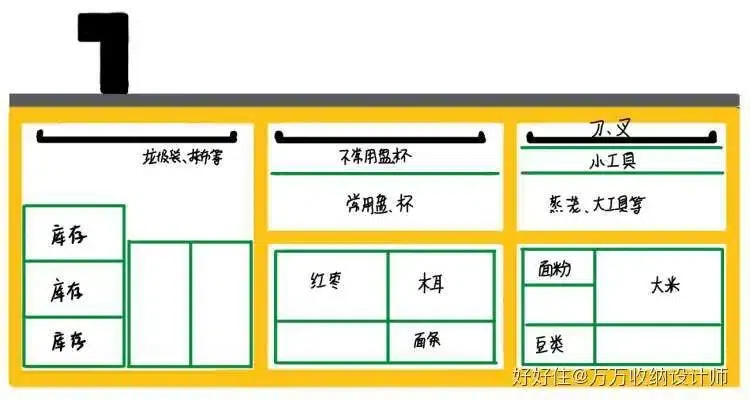 垃圾袋、抹布等
库存
库存
库存
不常用盘杯
常用盘、杯
刀、叉
小工具
蒸笼、大工具等
红枣
木耳
面条
面粉
大米
豆类
好好住@万万收纳设计师